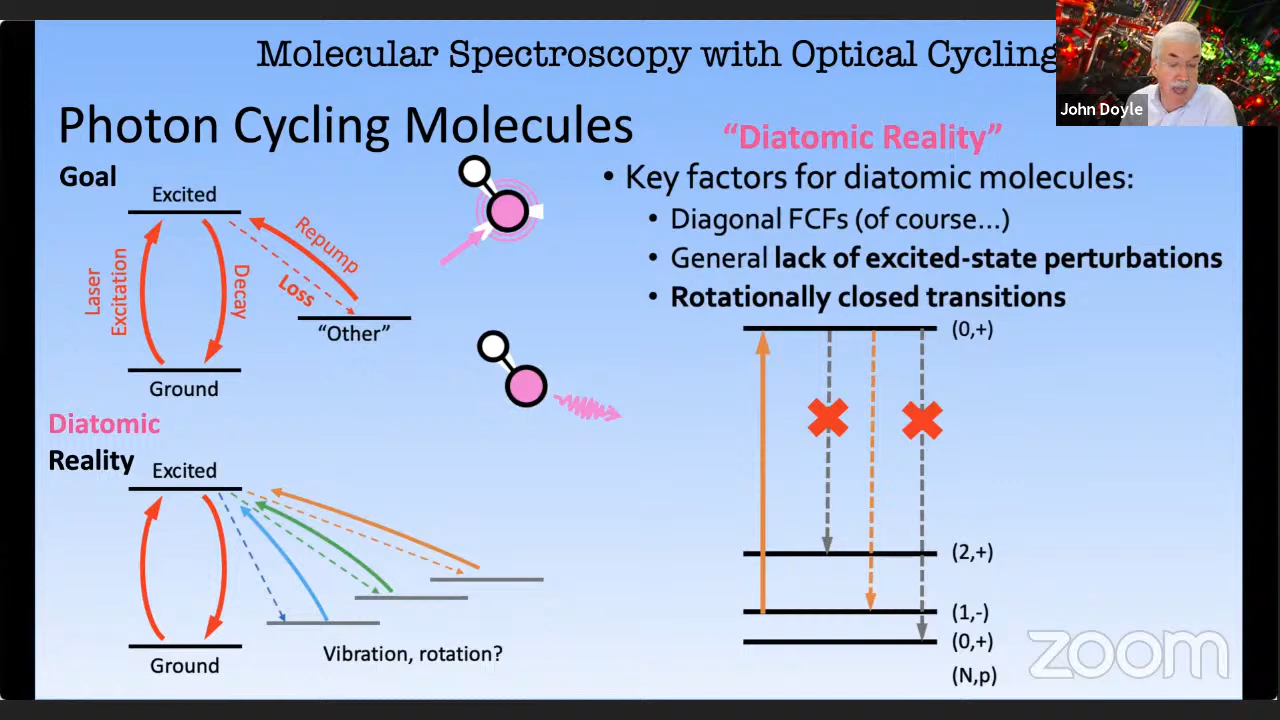 Molecular Spectroscopy with Optical Cycling
John Doyle
Photon Cycling Molecules
Goal
Excited
Laser
Excitation
Decay
Repump
Loss
"Other"
Ground
Diatomic
Reality
Excited
Ground
Vibration, rotation?
"Diatomic Reality"
• Key factors for diatomic molecules:
• Diagonal FCFs (of course...)
• General lack of excited-state perturbations
• Rotationally closed transitions
(0,+)
(2,+)
(1,-)
(0,+)
(N,p)
zoom